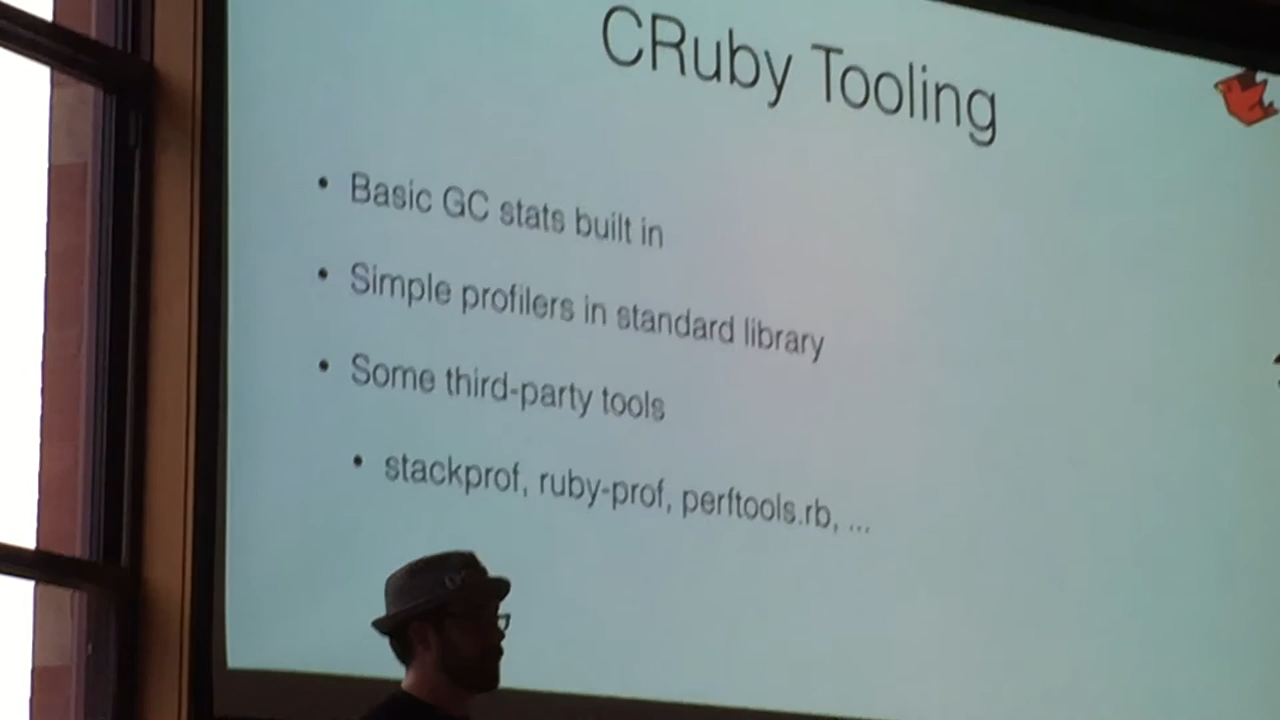 CRuby Tooling
• Basic GC stats built in
• Simple profilers in standard library
• Some third-party tools
• stackprof, ruby-prof, perftools.rb, ...